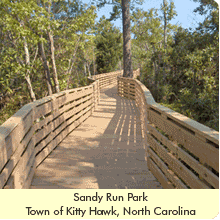 Sandy Run Park
Town of Kitty Hawk, North Carolina